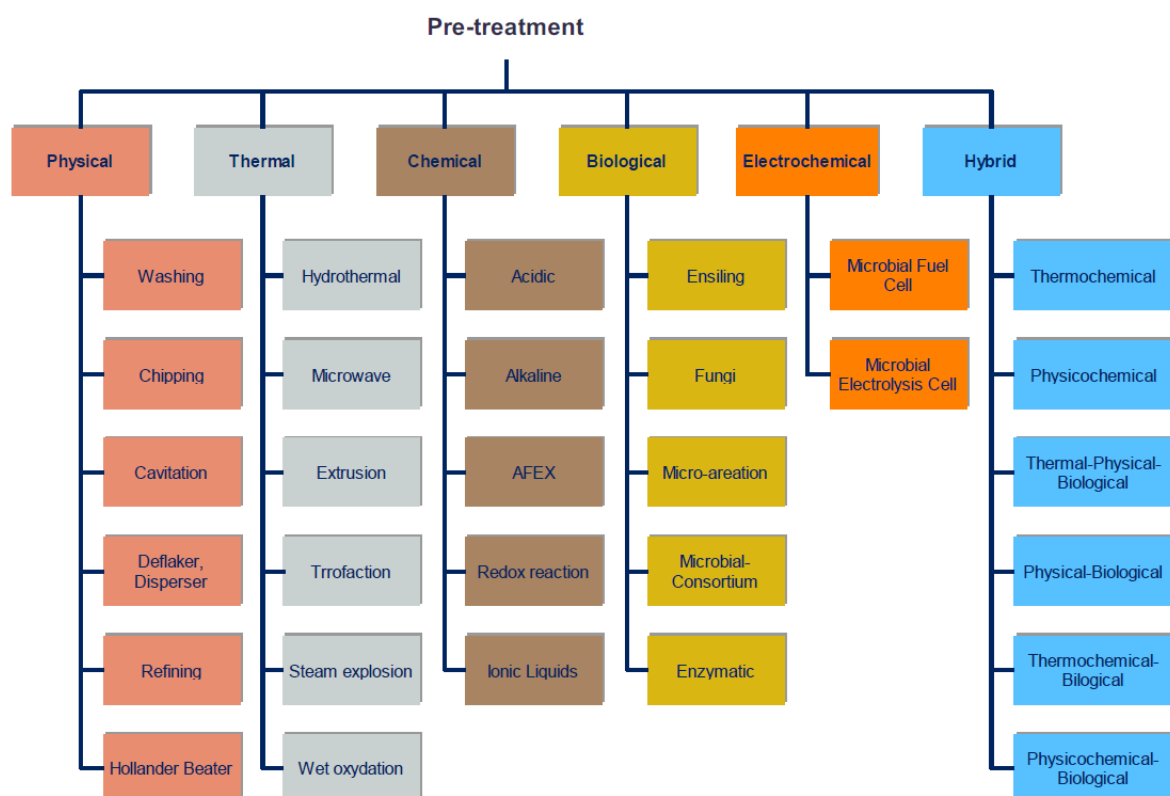 Pre-treatment
Physical
Thermal
Chemical
Biological
Electrochemical
Hybrid
Washing
Chipping
Cavitation
Deflaker,
Disperser
Refining
Hollander Beater
Hydrothermal
Microwave
Extrusion
Trrofaction
Steam explosion
Wet oxydation
Acidic
Alkaline
AFEX
Redox reaction
Ionic Liquids
Ensiling
Fungi
Micro-areation
Microbial-
Consortium
Enzymatic
Microbial Fuel
Cell
Microbial
Electrolysis Cell
Thermochemical
Physicochemical
Thermal-Physical-
Biological
Physical-Biological
Thermochemical-
Bilogical
Physicochemical-
Biological